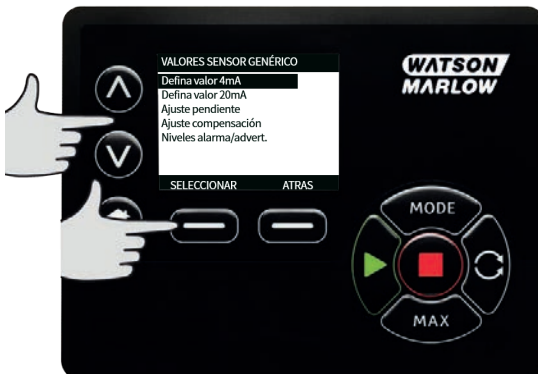 VALORES SENSOR GENÉRICO
Defina valor 4mA
Defina valor 20mA
Ajuste pendiente
Ajuste compensación
Niveles alarma/advert.
SELECCIONAR ATRAS
WATSON
MARLOW
MODE
MAX